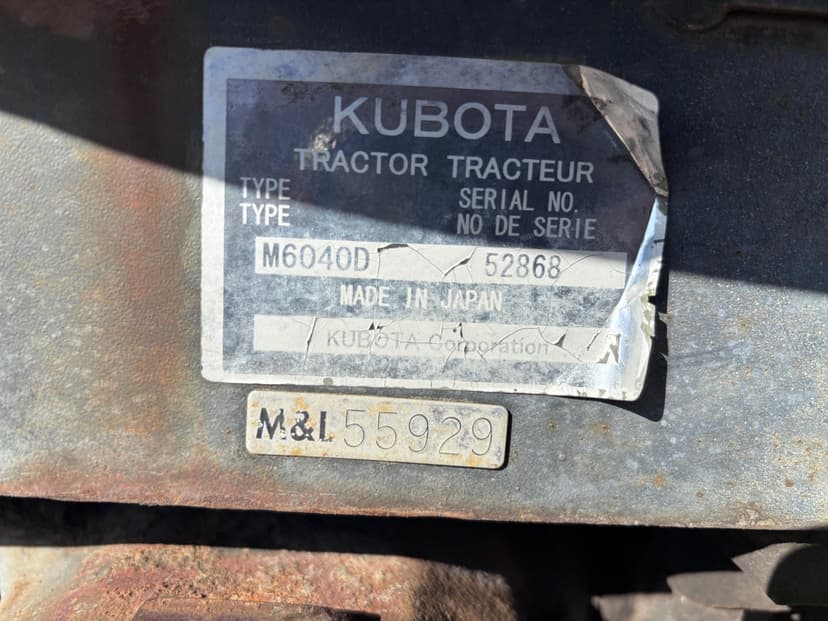 KUBOTA
TRACTOR TRACTEUR
TYPE SERIAL NO.
TYPE NO DE SERIE
M6040D 52868
MADE IN JAPAN
KUBOTA Corporation
M&L 55929